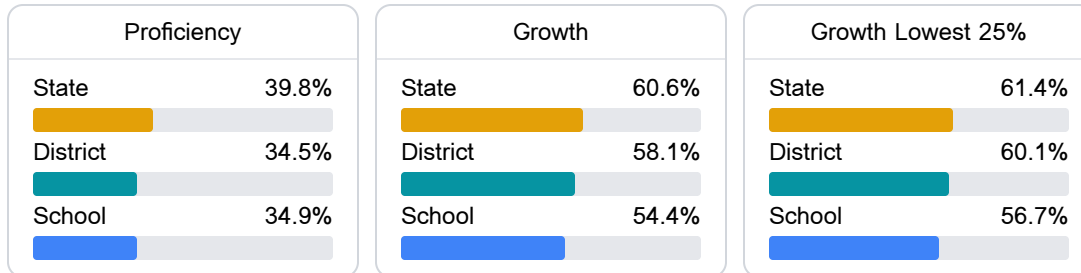 Proficiency
State 39.8%
District 34.5%
School 34.9%
Growth
State 60.6%
District 58.1%
School 54.4%
Growth Lowest 25%
State 61.4%
District 60.1%
School 56.7%